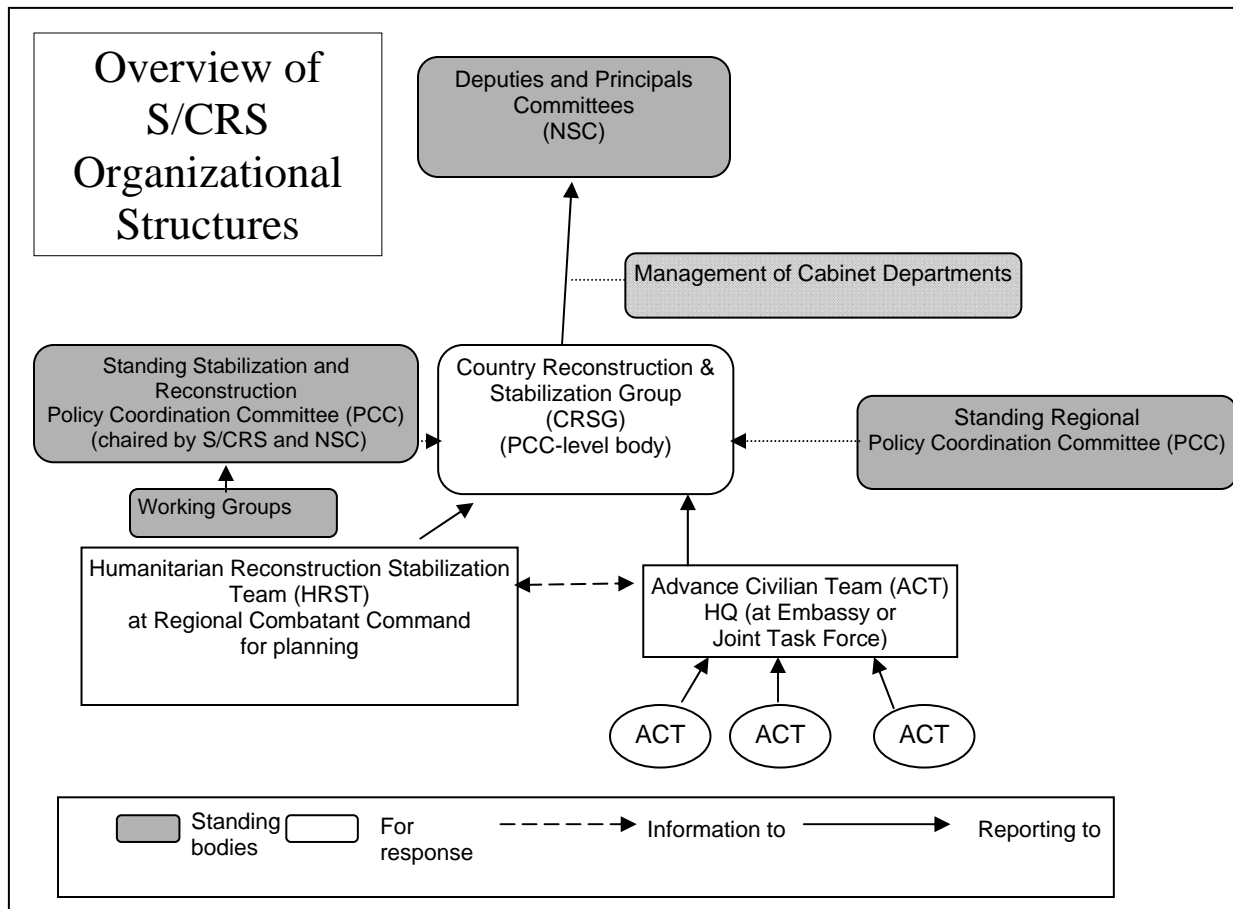 Overview of
S/CRS
Organizational
Structures
Deputies and Principals
Committees
(NSC)
Management of Cabinet Departments
Standing Stabilization and
Reconstruction
Policy Coordination Committee (PCC)
(chaired by S/CRS and NSC)
Country Reconstruction &
Stabilization Group
(CRSG)
(PCC-level body)
Standing Regional
Policy Coordination Committee (PCC)
Working Groups
Humanitarian Reconstruction Stabilization
Team (HRST)
at Regional Combatant Command
for planning
Advance Civilian Team (ACT)
HQ (at Embassy or
Joint Task Force)
ACT
ACT
ACT
Standing
bodies
For
response
Information to
Reporting to